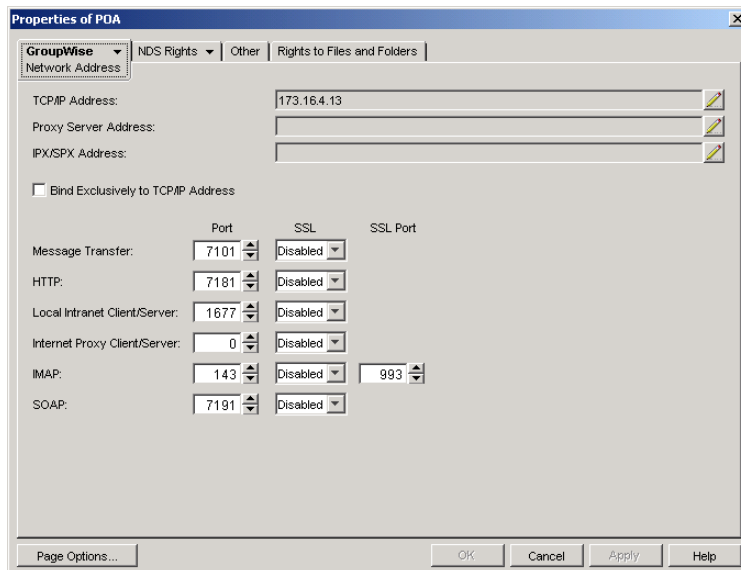 Properties of POA
GroupWise NDS Rights Other Rights to Files and Folders
Network Address
TCP/IP Address: 173.16.4.13
Proxy Server Address:
IPX/SPX Address:
Bind Exclusively to TCP/IP Address
Port SSL SSL Port
Message Transfer: 7101 Disabled
HTTP: 7181 Disabled
Local Intranet Client/Server: 1677 Disabled
Internet Proxy Client/Server: 0 Disabled
IMAP: 143 Disabled 993
SOAP: 7191 Disabled
Page Options... OK Cancel Apply Help